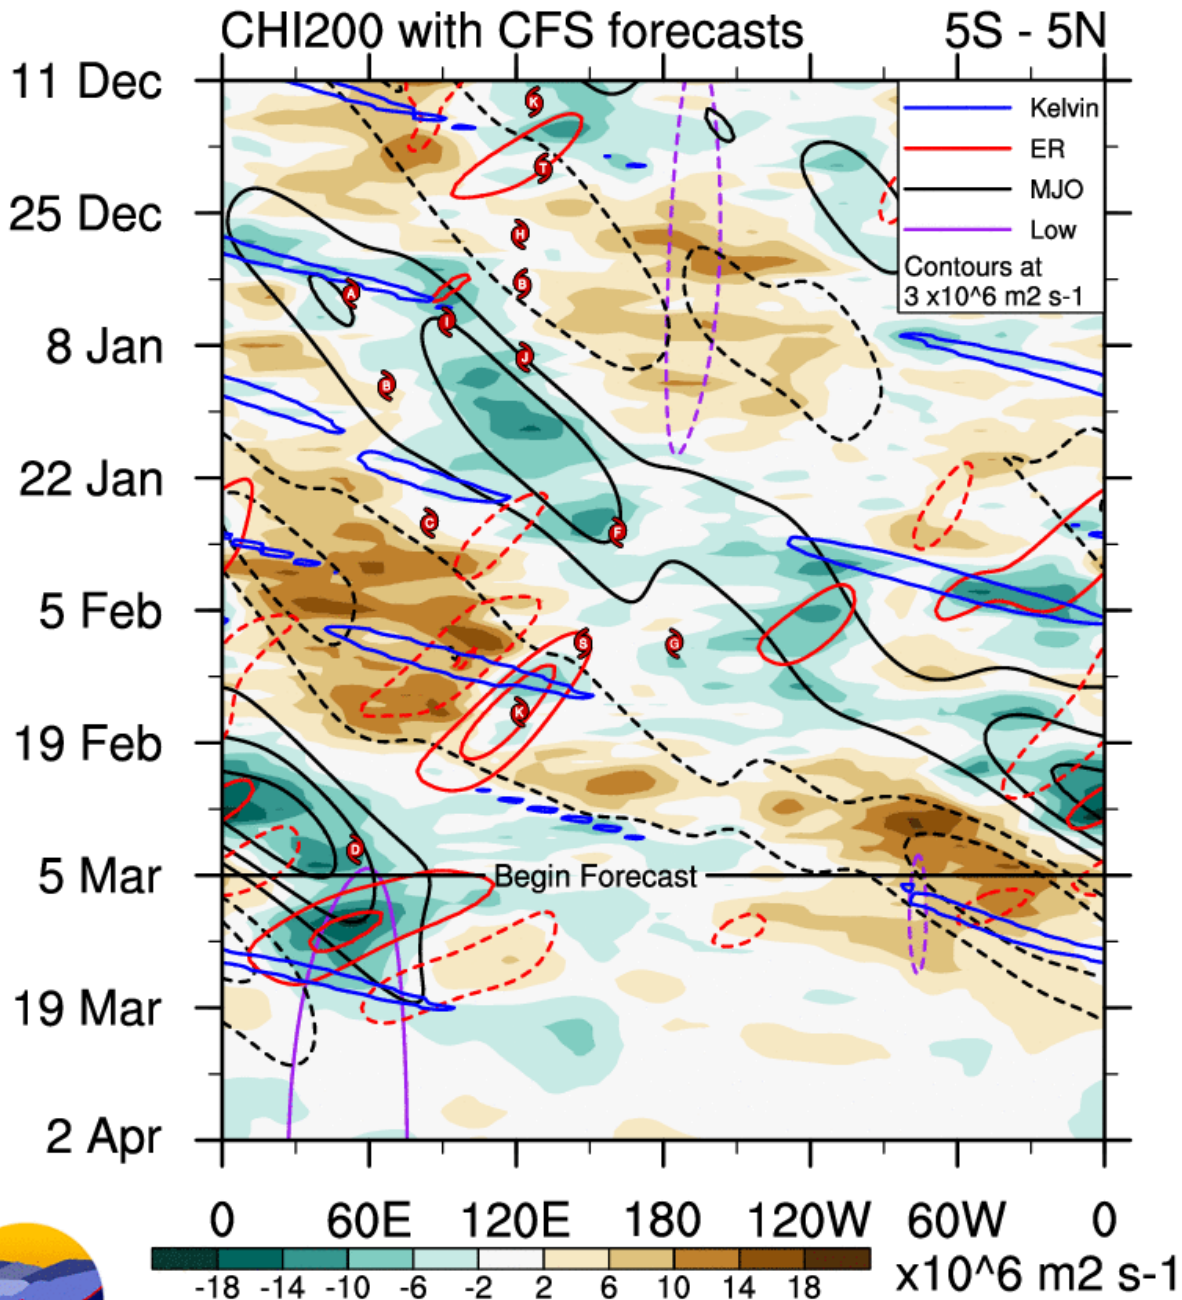 CHI200 with CFS forecasts 5S - 5N
11 Dec
25 Dec
8 Jan
22 Jan
5 Feb
19 Feb
5 Mar
19 Mar
2 Apr
Kelvin
ER
MJO
Low
Contours at
3 x10^6 m2 s-1
K
T
H
B
A
I
J
B
C
F
S
G
K
D
Begin Forecast
0 60E 120E 180 120W 60W 0
-18 -14 -10 -6 -2 2 6 10 14 18
x10^6 m2 s-1